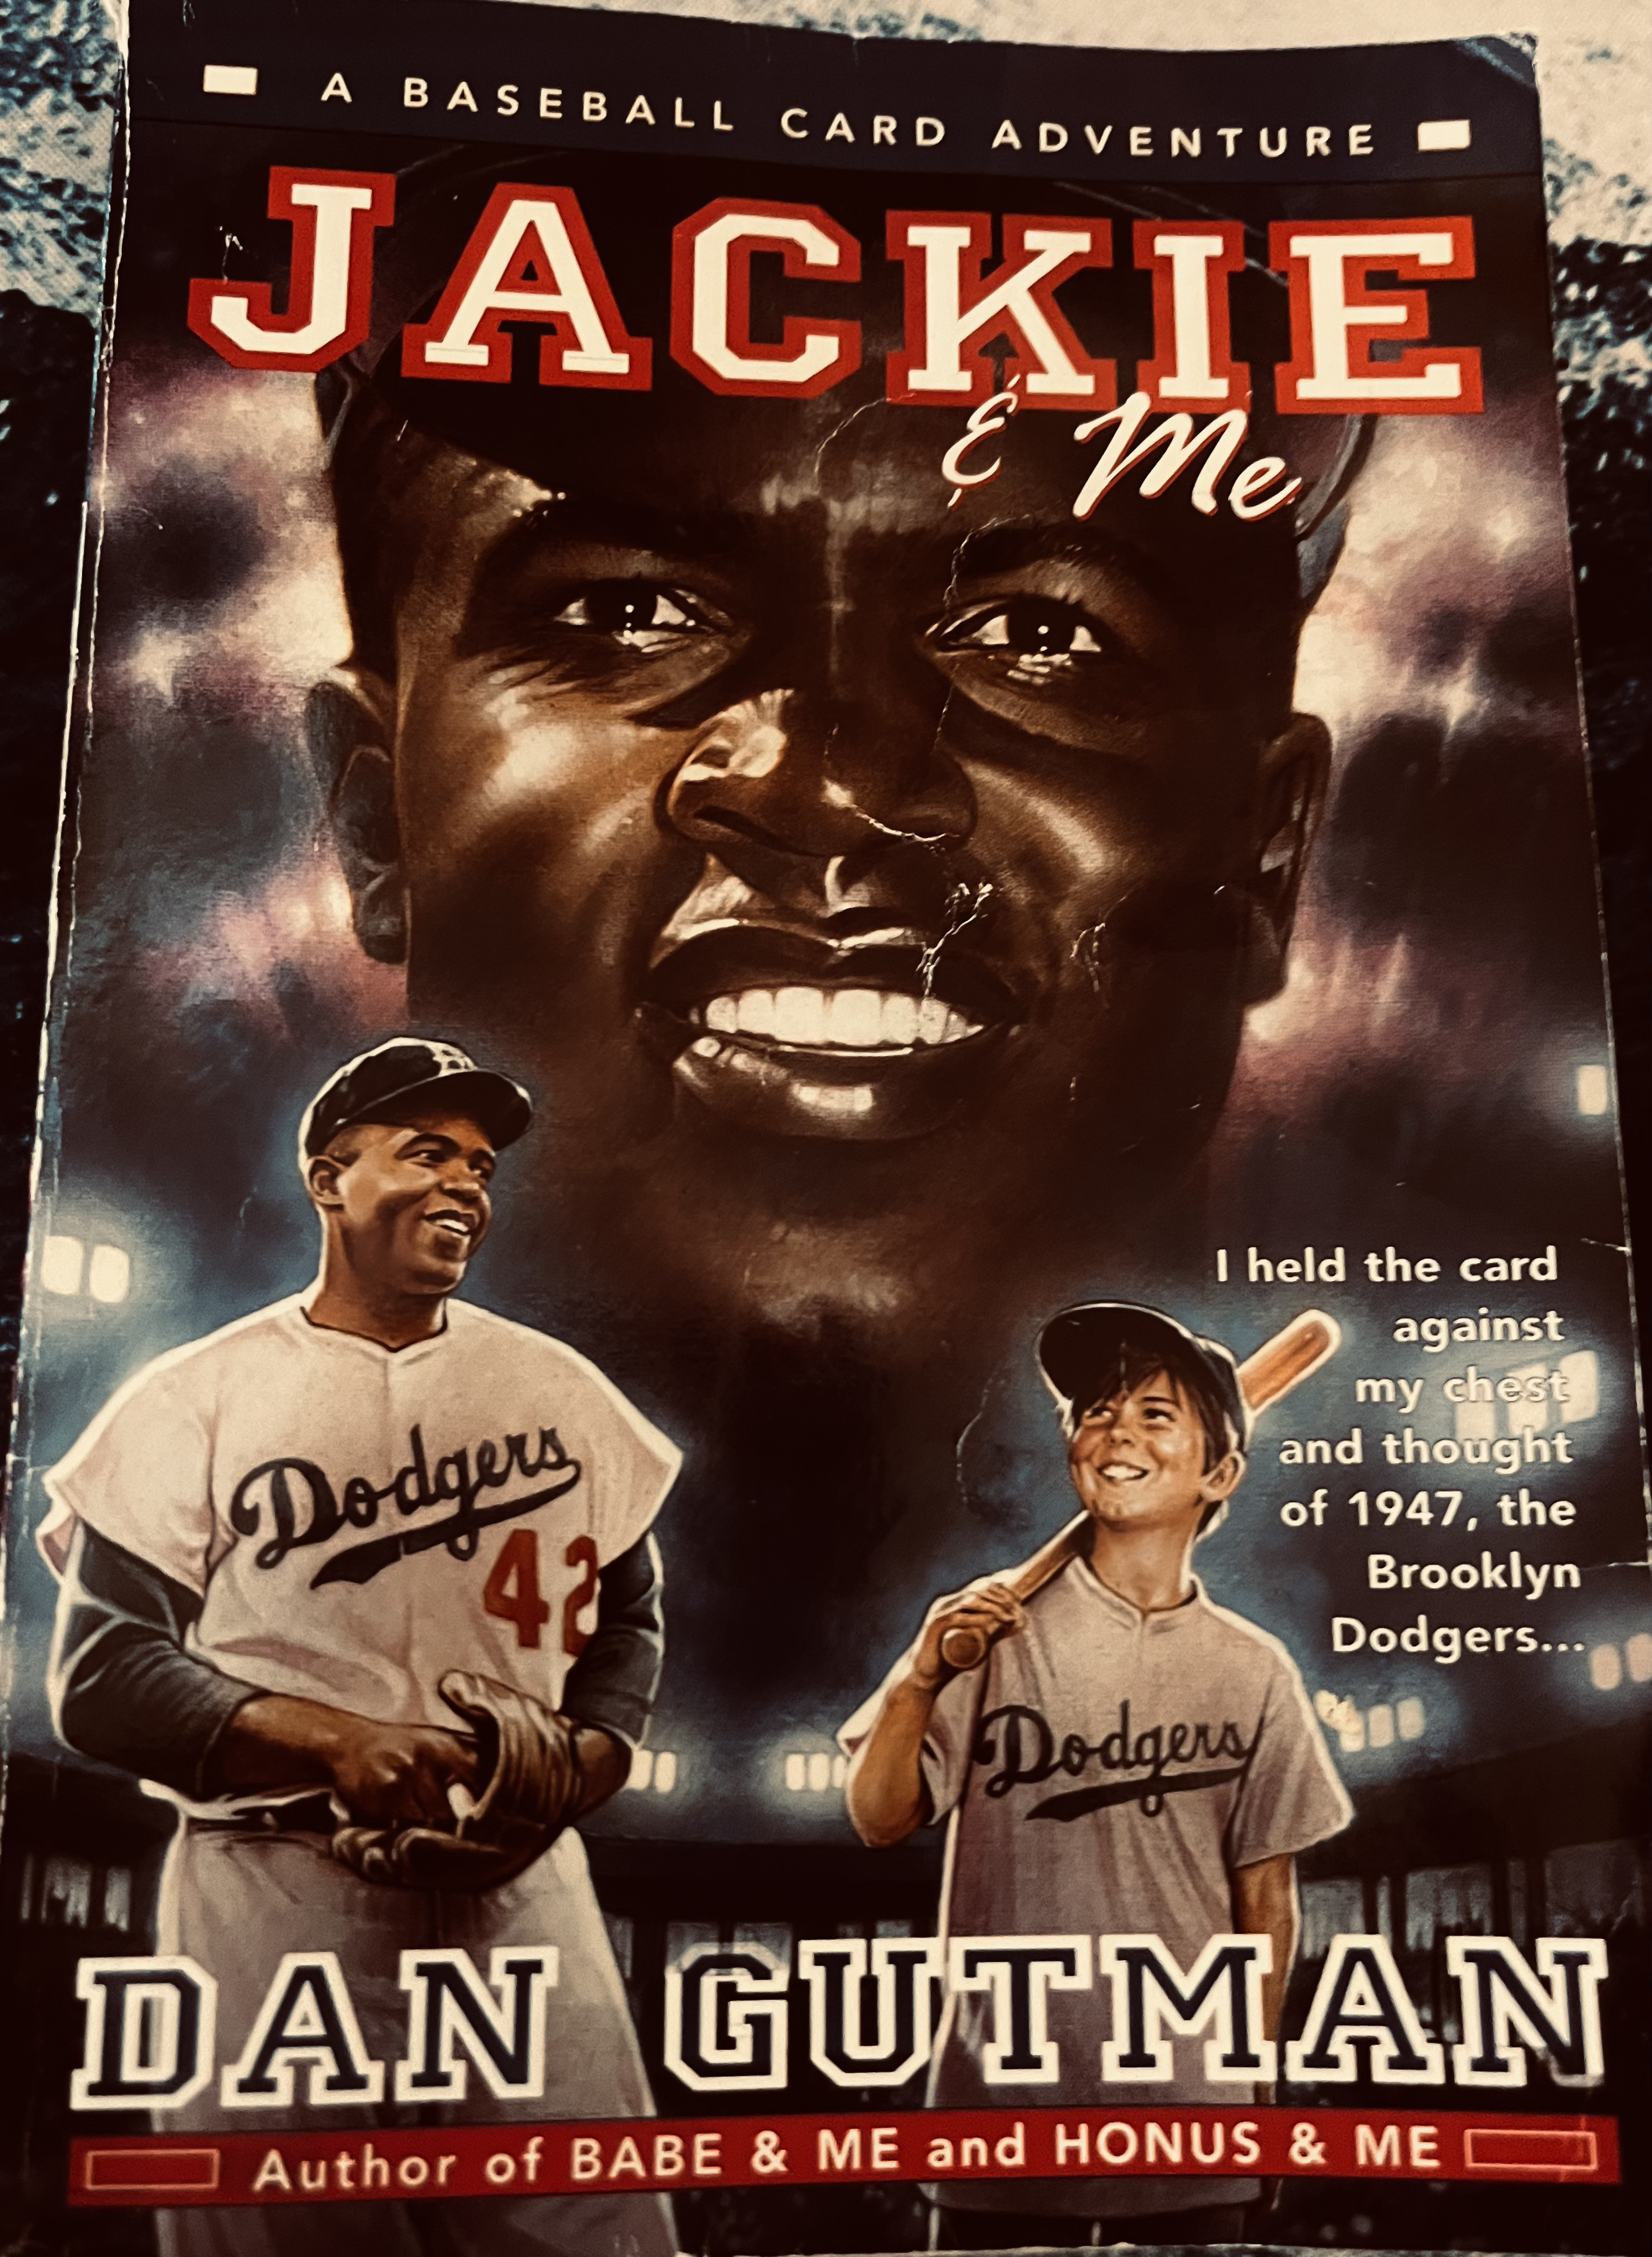 A BASEBALL CARD ADVENTURE
JACKIE
& Me
I held the card
against
my chest
and thought
of 1947, the
Brooklyn
Dodgers...
Dodgers
42
Dodgers
DAN GUTMAN
Author of BABE & ME and HONUS & ME